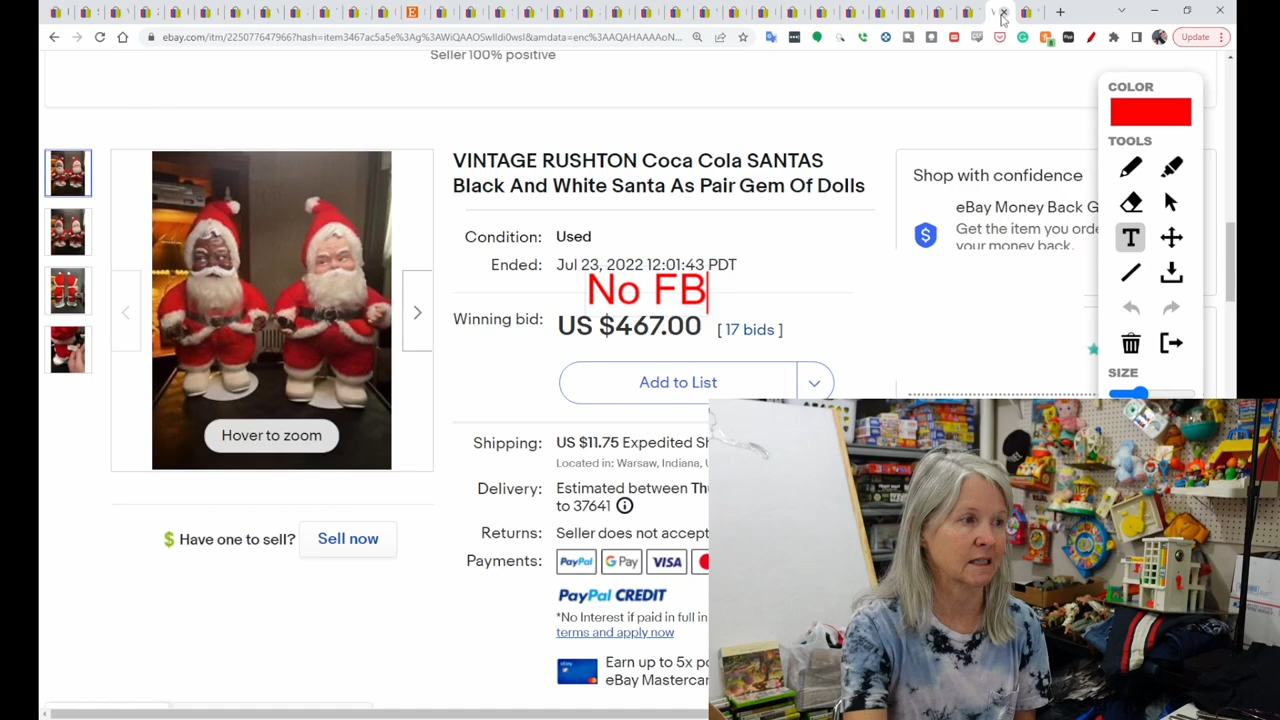 ebay.com/itm/225077647966?hash=item3467ac5a5e%3Ag%3AWiQAAOSwlldi0wsI&amdata=enc%3AAQAHAAAAoN...
Update
Seller 100% positive
COLOR
TOOLS
SIZE
VINTAGE RUSHTON Coca Cola SANTAS
Black And White Santa As Pair Gem Of Dolls
Condition: Used
Ended: Jul 23, 2022 12:01:43 PDT
No FB
Winning bid: US $467.00 [ 17 bids ]
Add to List
Shop with confidence
eBay Money Back G
Get the item you orde
your money back.
Hover to zoom
Have one to sell? Sell now
Shipping: US $11.75 Expedited Sh
Located in: Warsaw, Indiana, U
Delivery: Estimated between Thu
to 37641
Returns: Seller does not accept
Payments: PayPal G Pay VISA
PayPal CREDIT
*No Interest if paid in full in
terms and apply now
Earn up to 5x po
eBay Mastercar